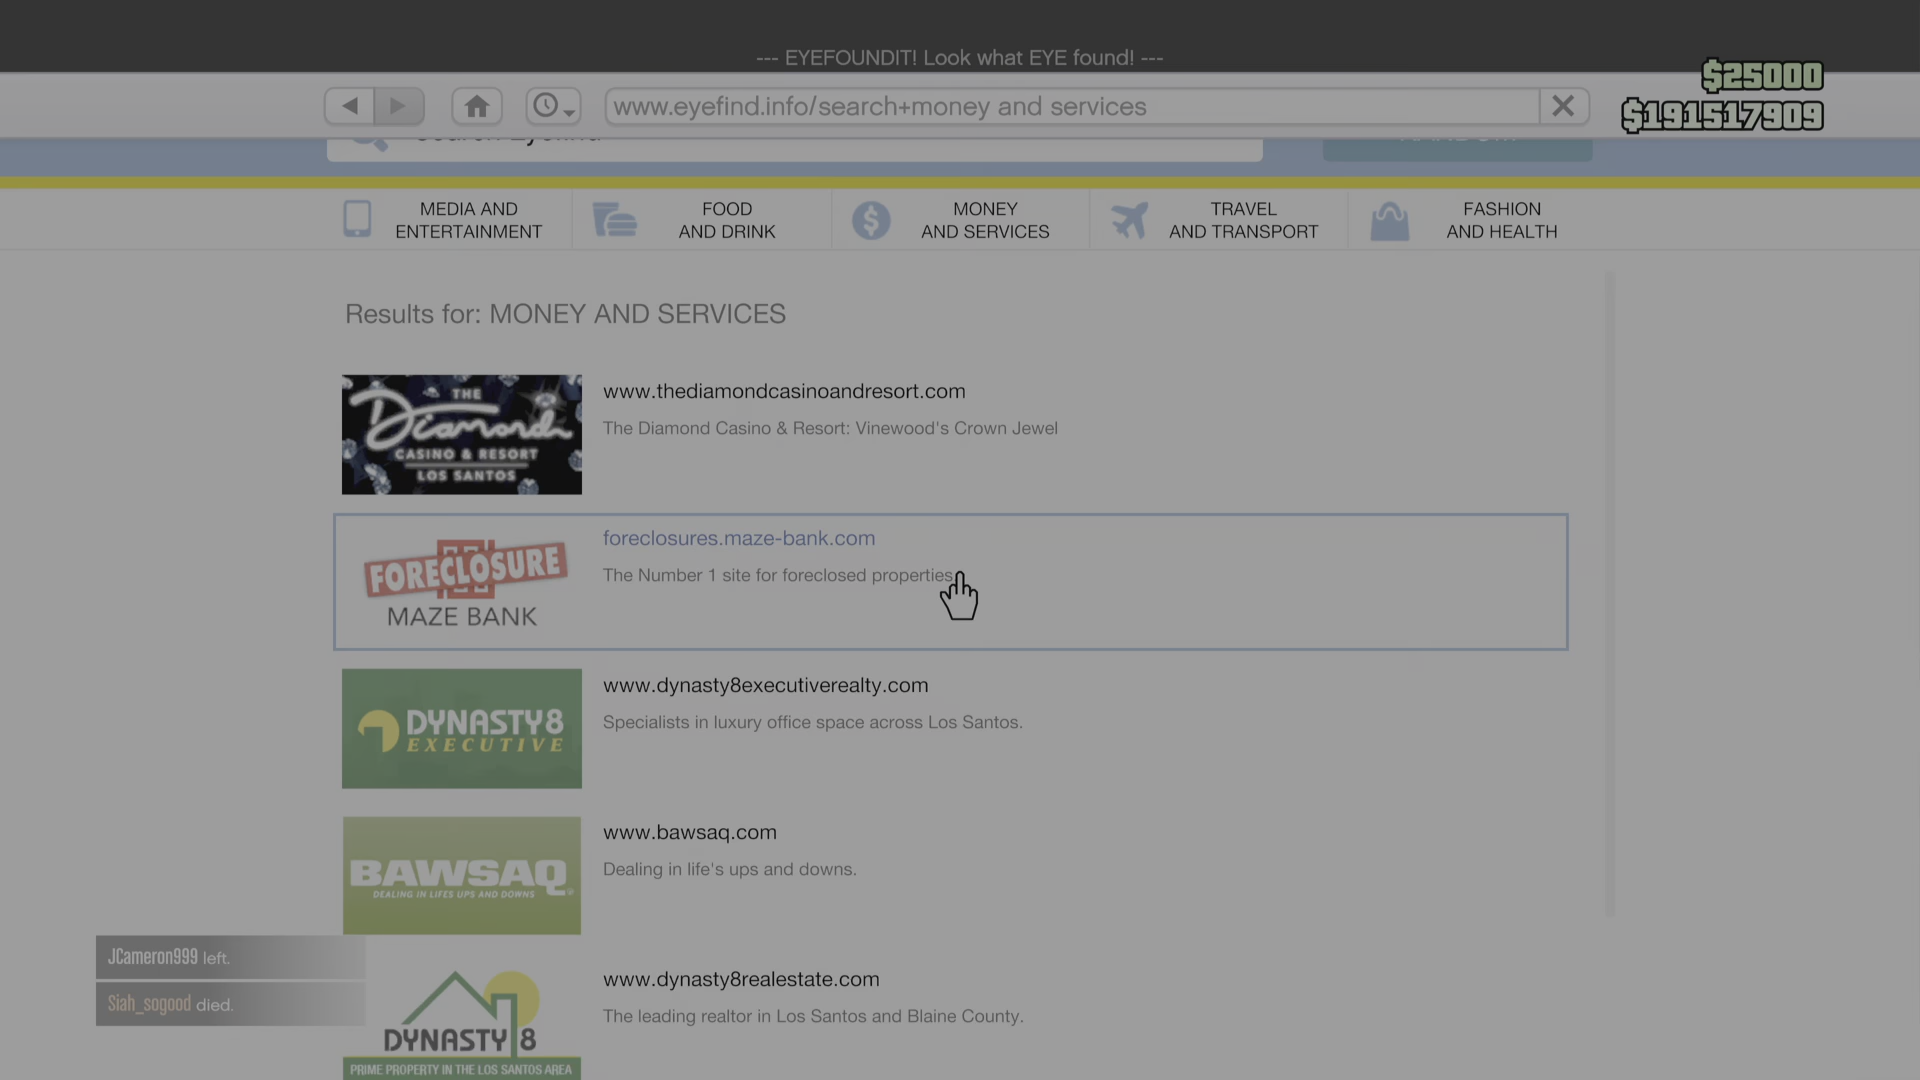 --- EYEFOUNDIT! Look what EYE found! ---
$25000
www.eyefind.info/search+money and services
$191517909
MEDIA AND
ENTERTAINMENT
FOOD
AND DRINK
MONEY
AND SERVICES
TRAVEL
AND TRANSPORT
FASHION
AND HEALTH
Results for: MONEY AND SERVICES
THE
Diamond
CASINO & RESORT
LOS SANTOS
www.thediamondcasinoandresort.com
The Diamond Casino & Resort: Vinewood's Crown Jewel
FORECLOSURE
MAZE BANK
foreclosures.maze-bank.com
The Number 1 site for foreclosed properties
DYNASTY8
EXECUTIVE
www.dynasty8executiverealty.com
Specialists in luxury office space across Los Santos.
BAWSAQ
DEALING IN LIFES UPS AND DOWNS
www.bawsaq.com
Dealing in life's ups and downs.
JCameron999 left.
Siah_sogood died.
DYNASTY 8
PRIME PROPERTY IN THE LOS SANTOS AREA
www.dynasty8realestate.com
The leading realtor in Los Santos and Blaine County.